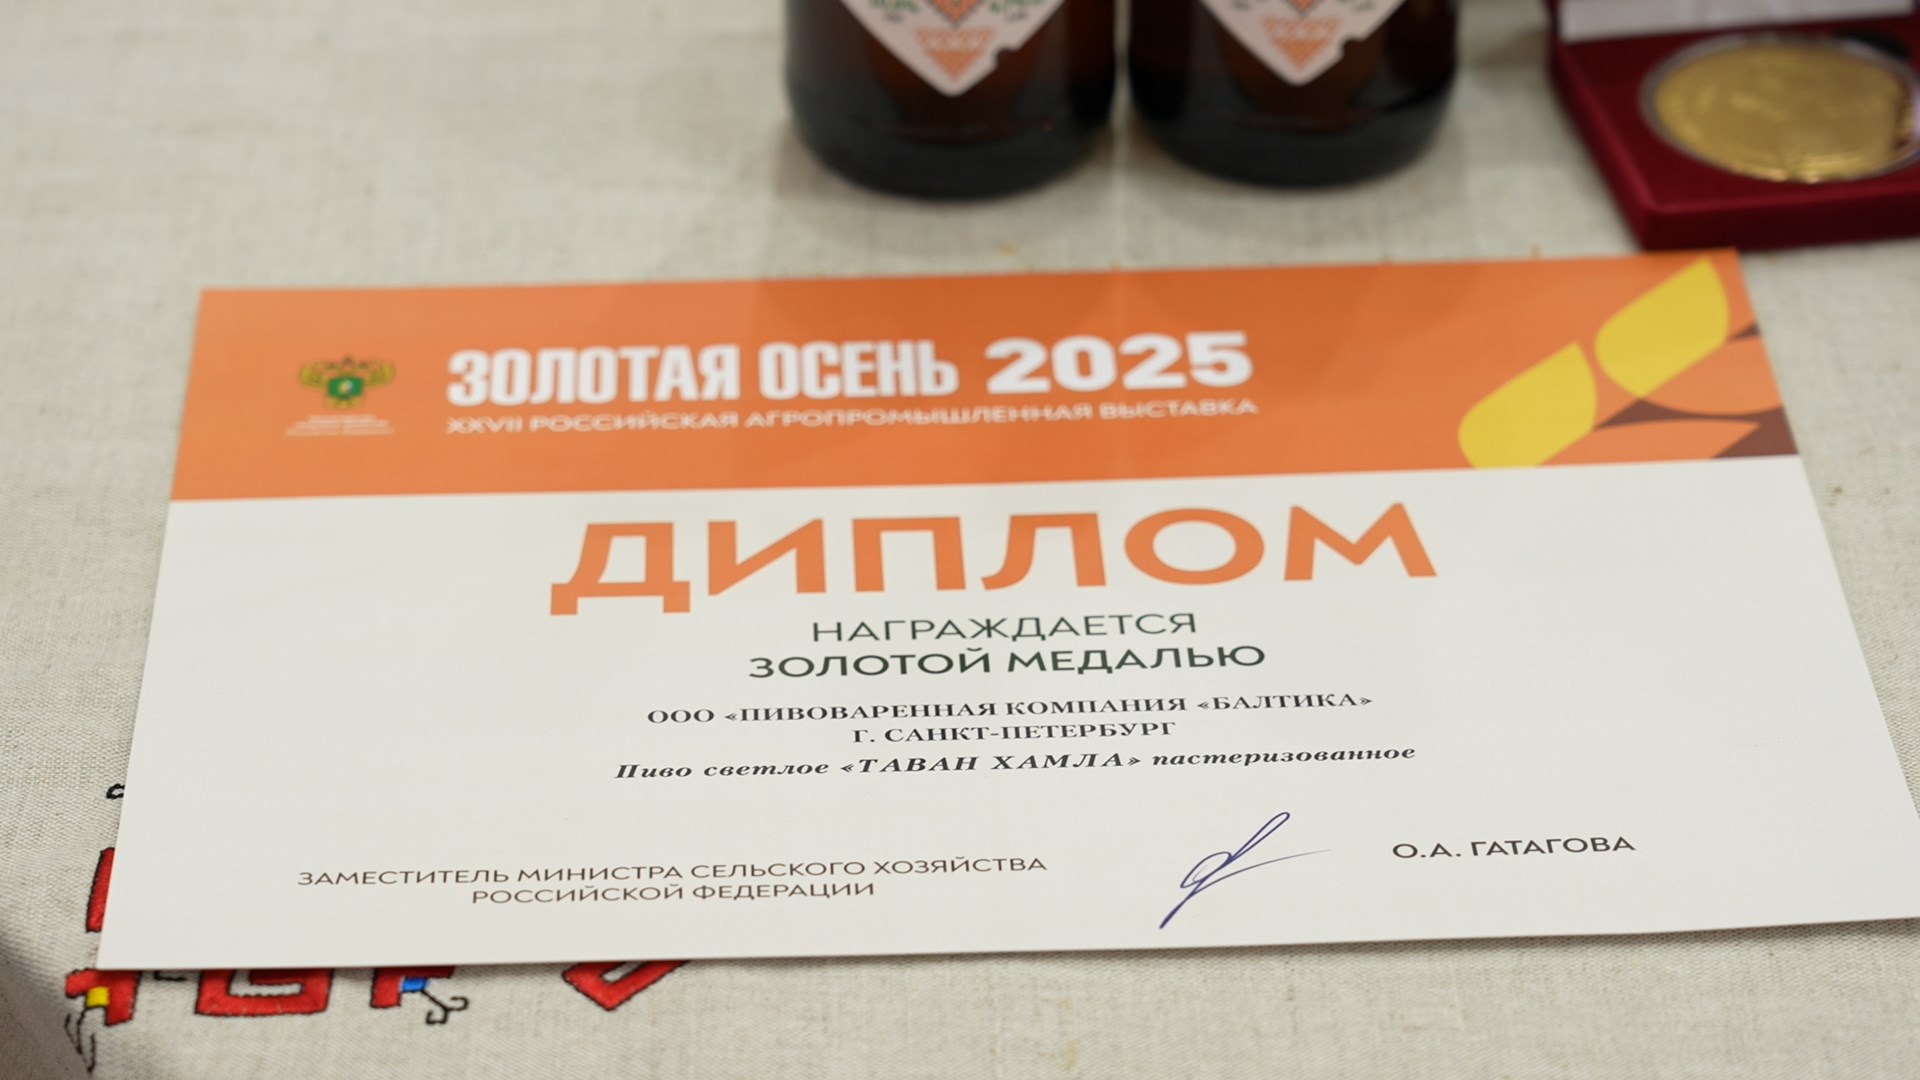 ЗОЛОТАЯ ОСЕНЬ 2025
XXVII РОССИЙСКАЯ АГРОПРОМЫШЛЕННАЯ ВЫСТАВКА
ДИПЛОМ
НАГРАЖДАЕТСЯ
ЗОЛОТОЙ МЕДАЛЬЮ
ООО «ПИВОВАРЕННАЯ КОМПАНИЯ «БАЛТИКА»
Г. САНКТ-ПЕТЕРБУРГ
Пиво светлое «ТАВАН ХАМЛА» пастеризованное
ЗАМЕСТИТЕЛЬ МИНИСТРА СЕЛЬСКОГО ХОЗЯЙСТВА
РОССИЙСКОЙ ФЕДЕРАЦИИ
О.А. ГАТАГОВА